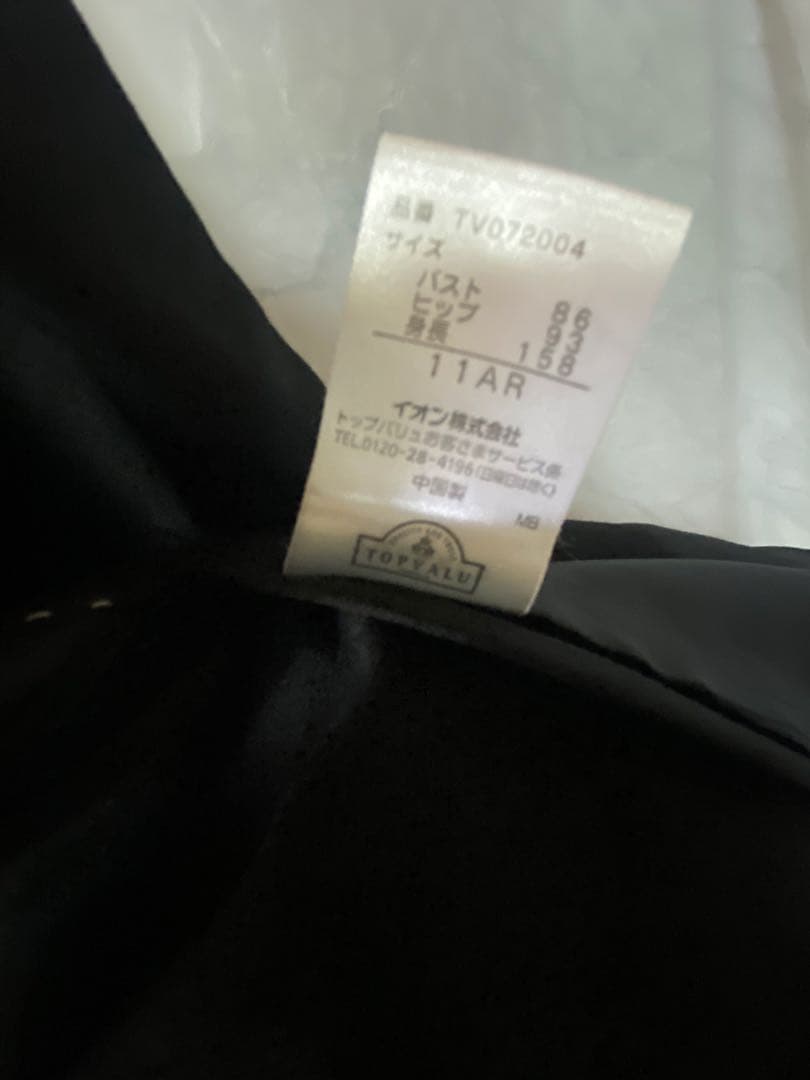 品番 TV072004
サイズ
バスト 86
ヒップ 93
身長 158
11AR
イオン株式会社
トップバリュお客さまサービス係
TEL.0120-28-4196(日曜日は除く)
中国製
MB
TOPVALU